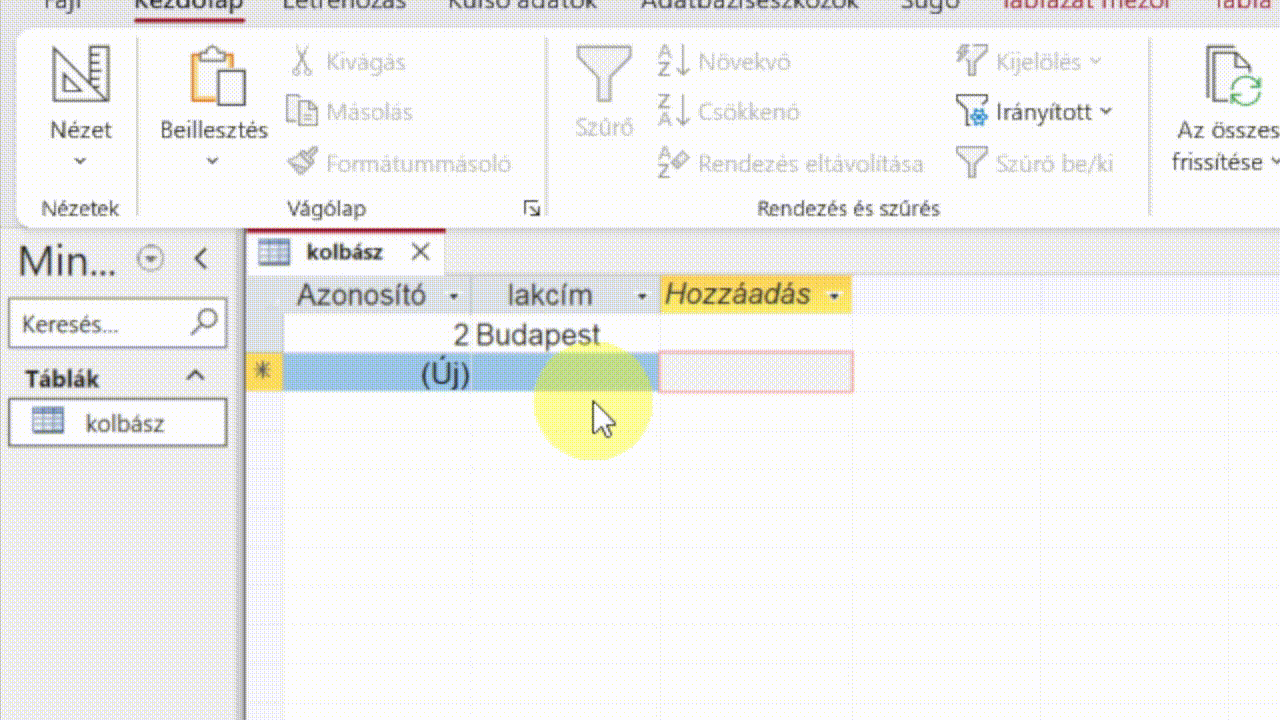 Fájl Kezdőlap Létrehozás Külső adatok Adatbáziseszközök Súgó Táblázat mezői Tábla
Nézet
Nézetek
Beillesztés
Kivágás
Másolás
Formátummásoló
Vágólap
Szűrő
Növekvő
Csökkenő
Rendezés eltávolítása
Kijelölés
Irányított
Szűrő be/ki
Rendezés és szűrés
Az összes
frissítése
Min...
Keresés...
Táblák
kolbász
kolbász
Azonosító lakcím Hozzáadás
2 Budapest
* (Új)